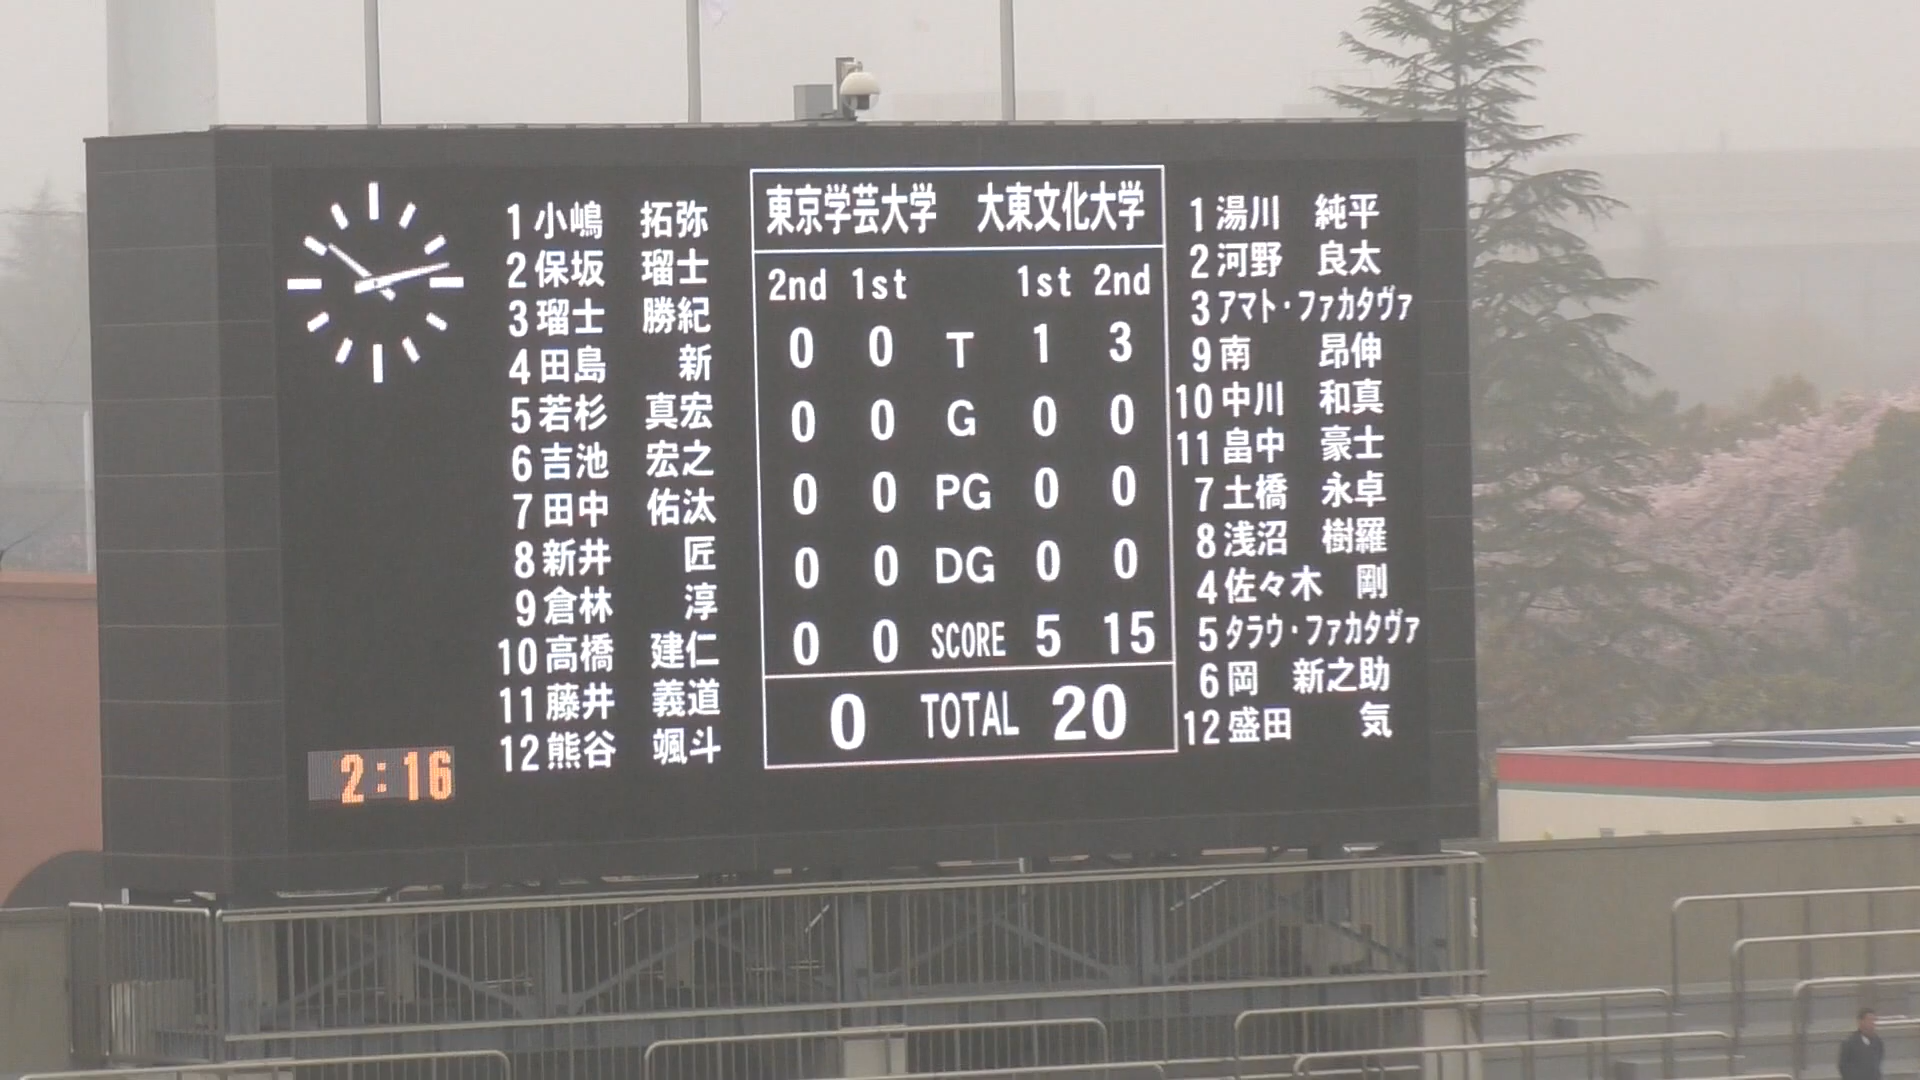 東京学芸大学 大東文化大学
2nd 1st 1st 2nd
0 0 T 1 3
0 0 G 0 0
0 0 PG 0 0
0 0 DG 0 0
0 0 SCORE 5 15
0 TOTAL 20
1 小嶋 拓弥
2 保坂 瑠士
3 瑠士 勝紀
4 田島 新
5 若杉 真宏
6 吉池 宏之
7 田中 佑汰
8 新井 匠
9 倉林 淳
10 高橋 建仁
11 藤井 義道
12 熊谷 颯斗
2:16
1 湯川 純平
2 河野 良太
3 アマト・ファカタヴァ
9 南 昂伸
10 中川 和真
11 畠中 豪士
7 土橋 永卓
8 浅沼 樹羅
4 佐々木 剛
5 タラウ・ファカタヴァ
6 岡 新之助
12 盛田 気